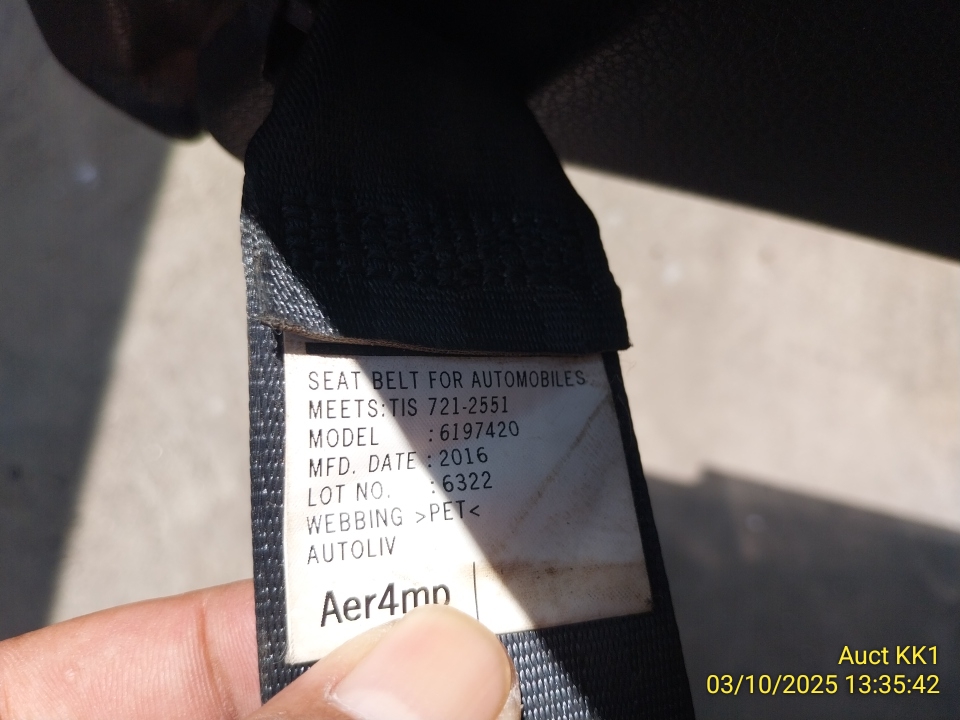 SEAT BELT FOR AUTOMOBILES
MEETS:TIS 721-2551
MODEL :6197420
MFD. DATE : 2016
LOT NO. : 6322
WEBBING >PET<
AUTOLIV
Aer4mp
Auct KK1
03/10/2025 13:35:42